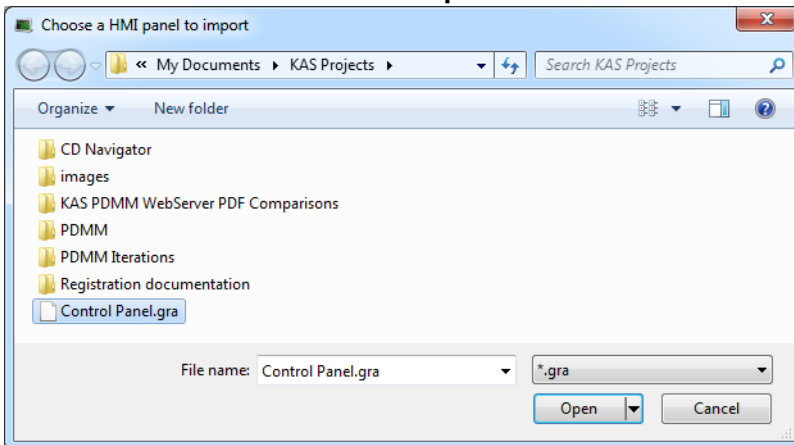 Choose a HMI panel to import
« My Documents KAS Projects Search KAS Projects
Organize New folder
CD Navigator
images
KAS PDMM WebServer PDF Comparisons
PDMM
PDMM Iterations
Registration documentation
Control Panel.gra
File name: Control Panel.gra *.gra
Open Cancel